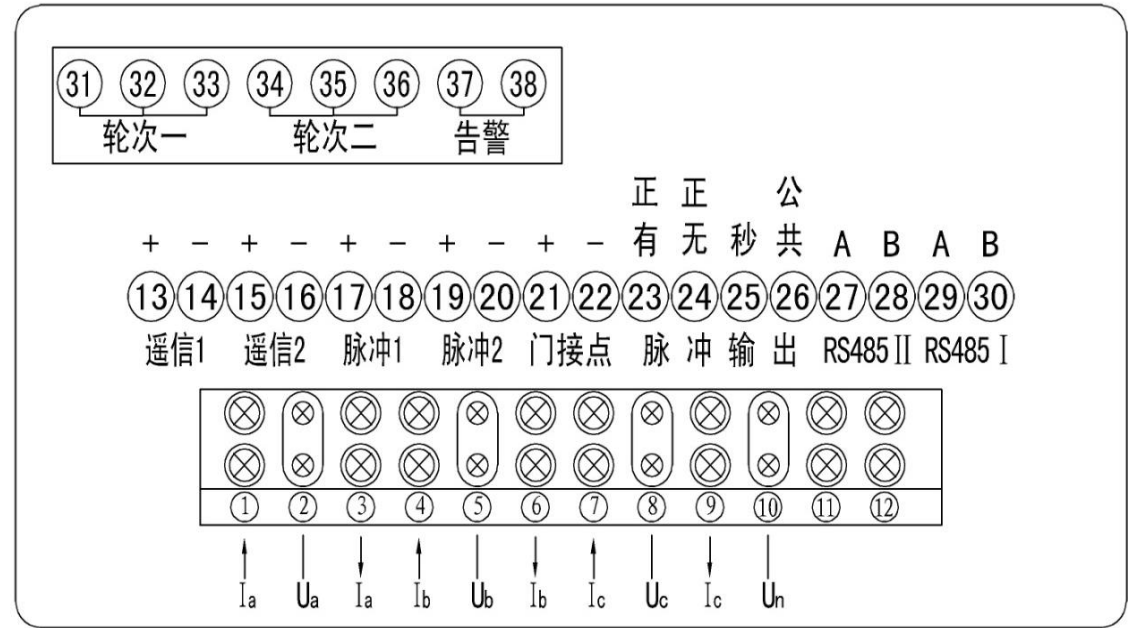 31 32 33 34 35 36 37 38
轮次一 轮次二 告警
正 正 公
+ − + − + − + − + − 有 无 秒 共 A B A B
13 14 15 16 17 18 19 20 21 22 23 24 25 26 27 28 29 30
遥信1 遥信2 脉冲1 脉冲2 门接点 脉 冲 输 出 RS485Ⅱ RS485Ⅰ
① ② ③ ④ ⑤ ⑥ ⑦ ⑧ ⑨ ⑩ ⑪ ⑫
Ia Ua Ia Ib Ub Ib Ic Uc Ic Un